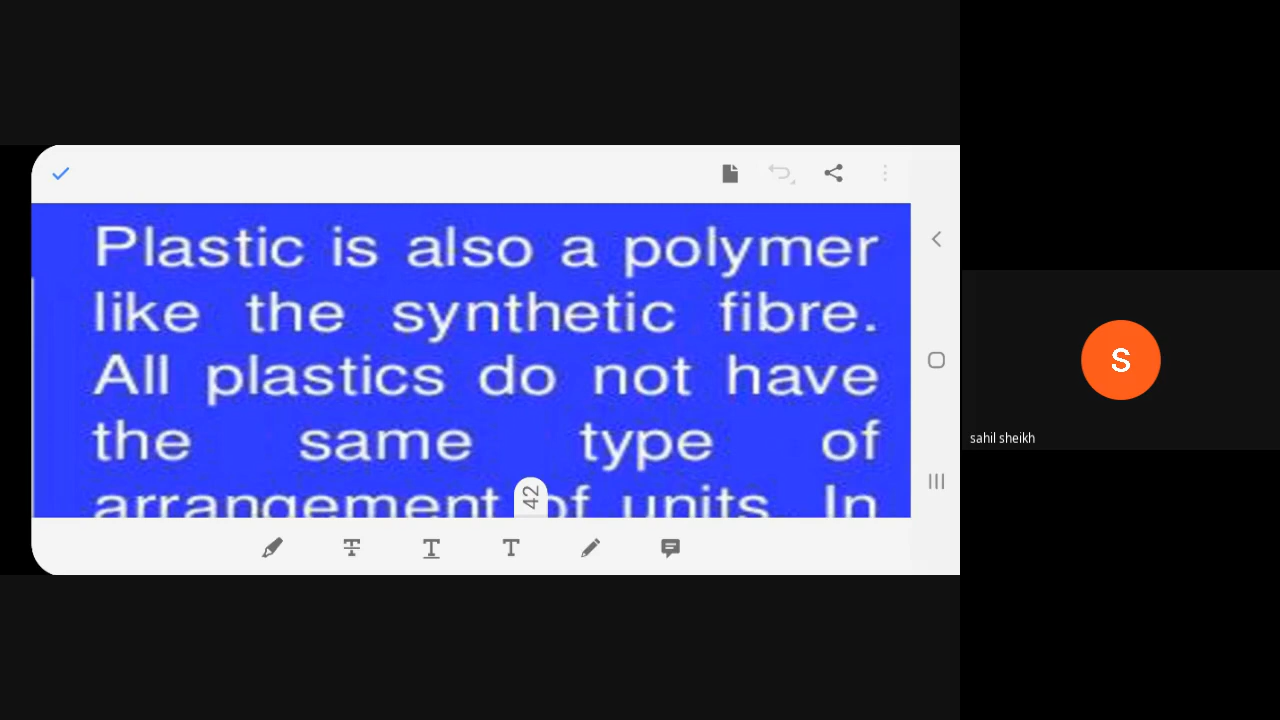 Plastic is also a polymer
like the synthetic fibre.
All plastics do not have
the same type of
arrangement of units. In
42
S
sahil sheikh